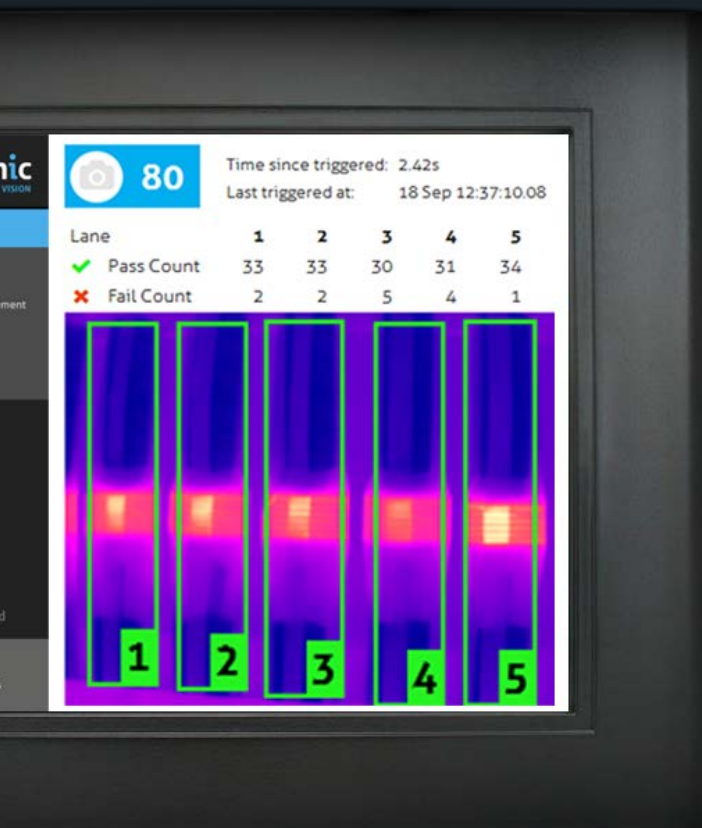 80
Time since triggered: 2.42s
Last triggered at: 18 Sep 12:37:10.08
Lane 1 2 3 4 5
Pass Count 33 33 30 31 34
Fail Count 2 2 5 4 1
VISION
1 2 3 4 5